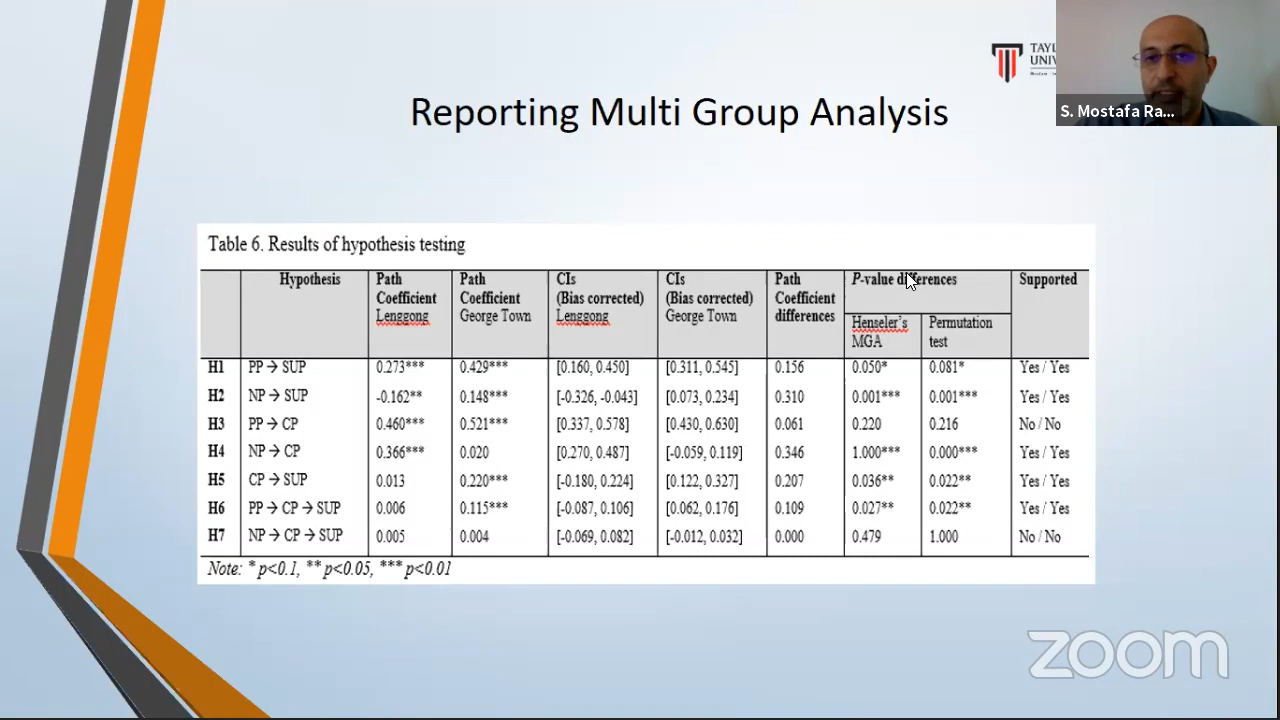 TAYL
UNIV
S. Mostafa Ra...
Reporting Multi Group Analysis
Table 6. Results of hypothesis testing
Hypothesis Path Coefficient Lenggong Path Coefficient George Town CIs (Bias corrected) Lenggong CIs (Bias corrected) George Town Path Coefficient differences P-value differences Supported
Henseler's MGA Permutation test
H1 PP → SUP 0.273*** 0.429*** [0.160, 0.450] [0.311, 0.545] 0.156 0.050* 0.081* Yes / Yes
H2 NP → SUP -0.162** 0.148*** [-0.326, -0.043] [0.073, 0.234] 0.310 0.001*** 0.001*** Yes / Yes
H3 PP → CP 0.460*** 0.521*** [0.337, 0.578] [0.430, 0.630] 0.061 0.220 0.216 No / No
H4 NP → CP 0.366*** 0.020 [0.270, 0.487] [-0.059, 0.119] 0.346 1.000*** 0.000*** Yes / Yes
H5 CP → SUP 0.013 0.220*** [-0.180, 0.224] [0.122, 0.327] 0.207 0.036** 0.022** Yes / Yes
H6 PP → CP → SUP 0.006 0.115*** [-0.087, 0.106] [0.062, 0.176] 0.109 0.027** 0.022** Yes / Yes
H7 NP → CP → SUP 0.005 0.004 [-0.069, 0.082] [-0.012, 0.032] 0.000 0.479 1.000 No / No
Note: * p<0.1, ** p<0.05, *** p<0.01
zoom